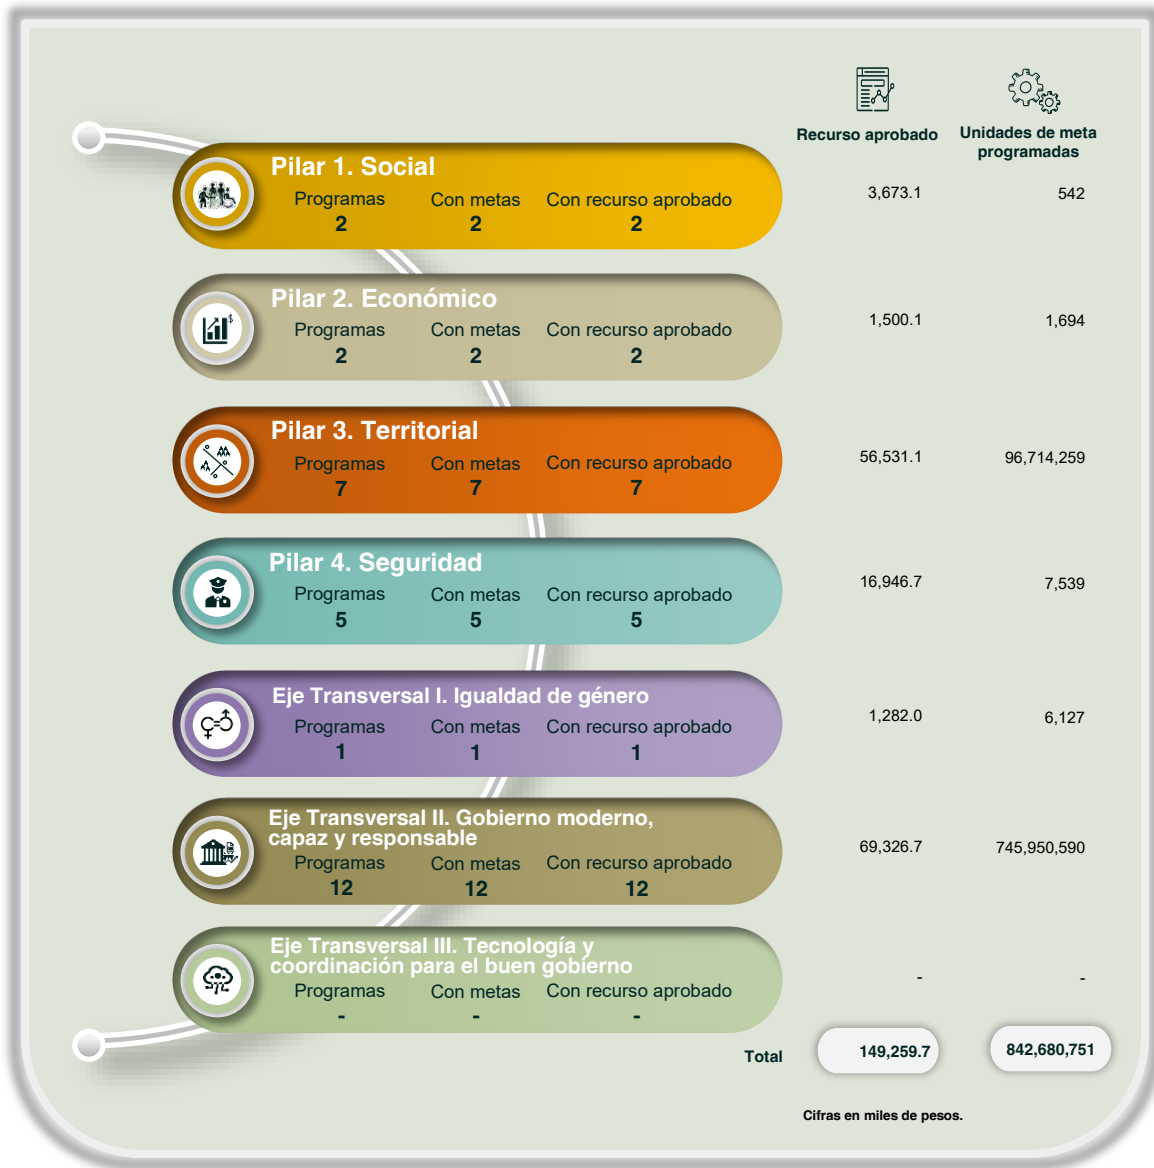 Recurso aprobado
Unidades de meta
programadas
Pilar 1. Social
Programas Con metas Con recurso aprobado
2 2 2
3,673.1 542
Pilar 2. Económico
Programas Con metas Con recurso aprobado
2 2 2
1,500.1 1,694
Pilar 3. Territorial
Programas Con metas Con recurso aprobado
7 7 7
56,531.1 96,714,259
Pilar 4. Seguridad
Programas Con metas Con recurso aprobado
5 5 5
16,946.7 7,539
Eje Transversal I. Igualdad de género
Programas Con metas Con recurso aprobado
1 1 1
1,282.0 6,127
Eje Transversal II. Gobierno moderno,
capaz y responsable
Programas Con metas Con recurso aprobado
12 12 12
69,326.7 745,950,590
Eje Transversal III. Tecnología y
coordinación para el buen gobierno
Programas Con metas Con recurso aprobado
- - -
- -
Total 149,259.7 842,680,751
Cifras en miles de pesos.